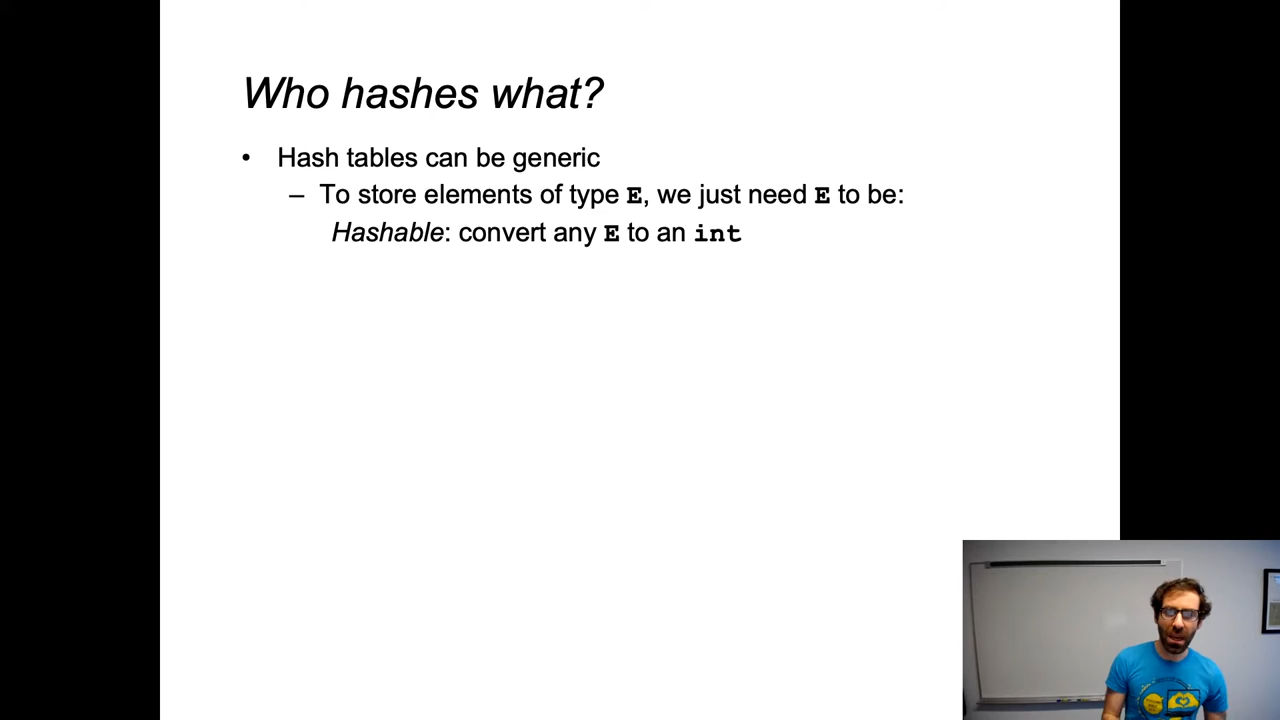 Who hashes what?
• Hash tables can be generic
– To store elements of type E, we just need E to be:
Hashable: convert any E to an int